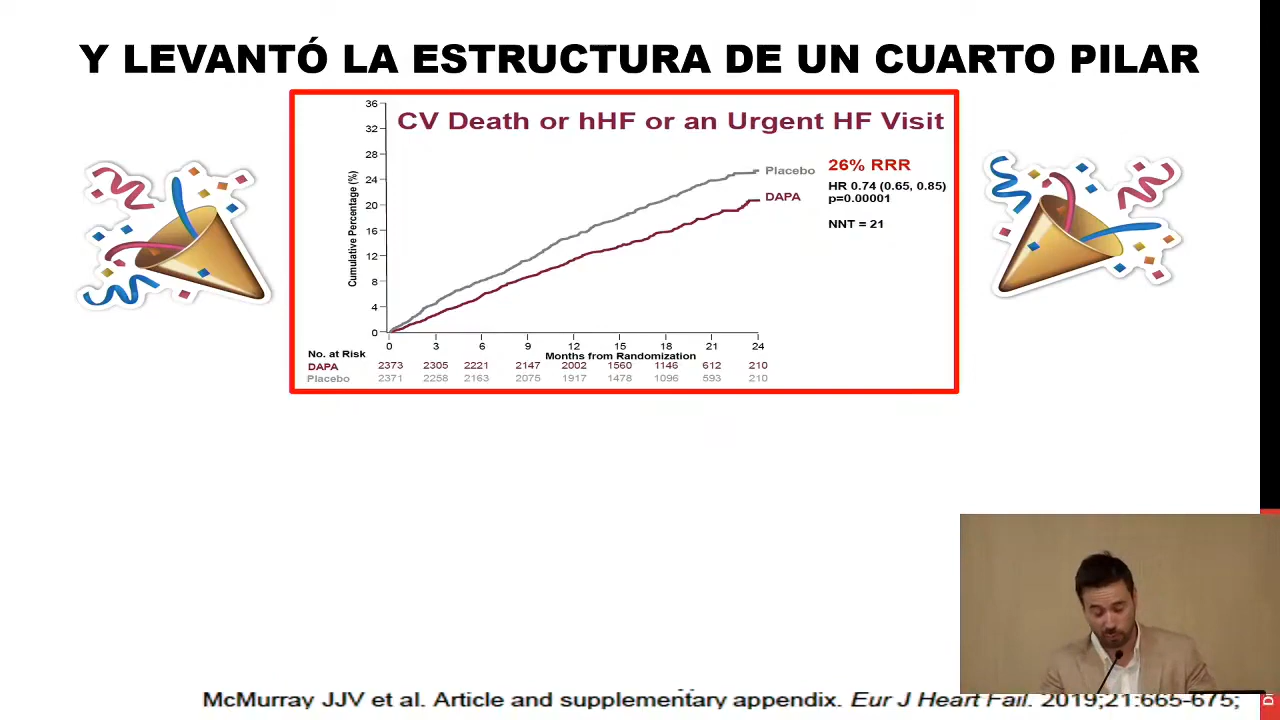 Y LEVANTÓ LA ESTRUCTURA DE UN CUARTO PILAR
CV Death or hHF or an Urgent HF Visit
36
32
28
24
20
16
12
8
4
0
Cumulative Percentage (%)
Placebo
DAPA
26% RRR
HR 0.74 (0.65, 0.85)
p=0.00001
NNT = 21
0 3 6 9 12 15 18 21 24
Months from Randomization
No. at Risk
DAPA 2373 2305 2221 2147 2002 1560 1146 612 210
Placebo 2371 2258 2163 2075 1917 1478 1096 593 210
McMurray JJV et al. Article and supplementary appendix. Eur J Heart Fail. 2019;21:665-675;